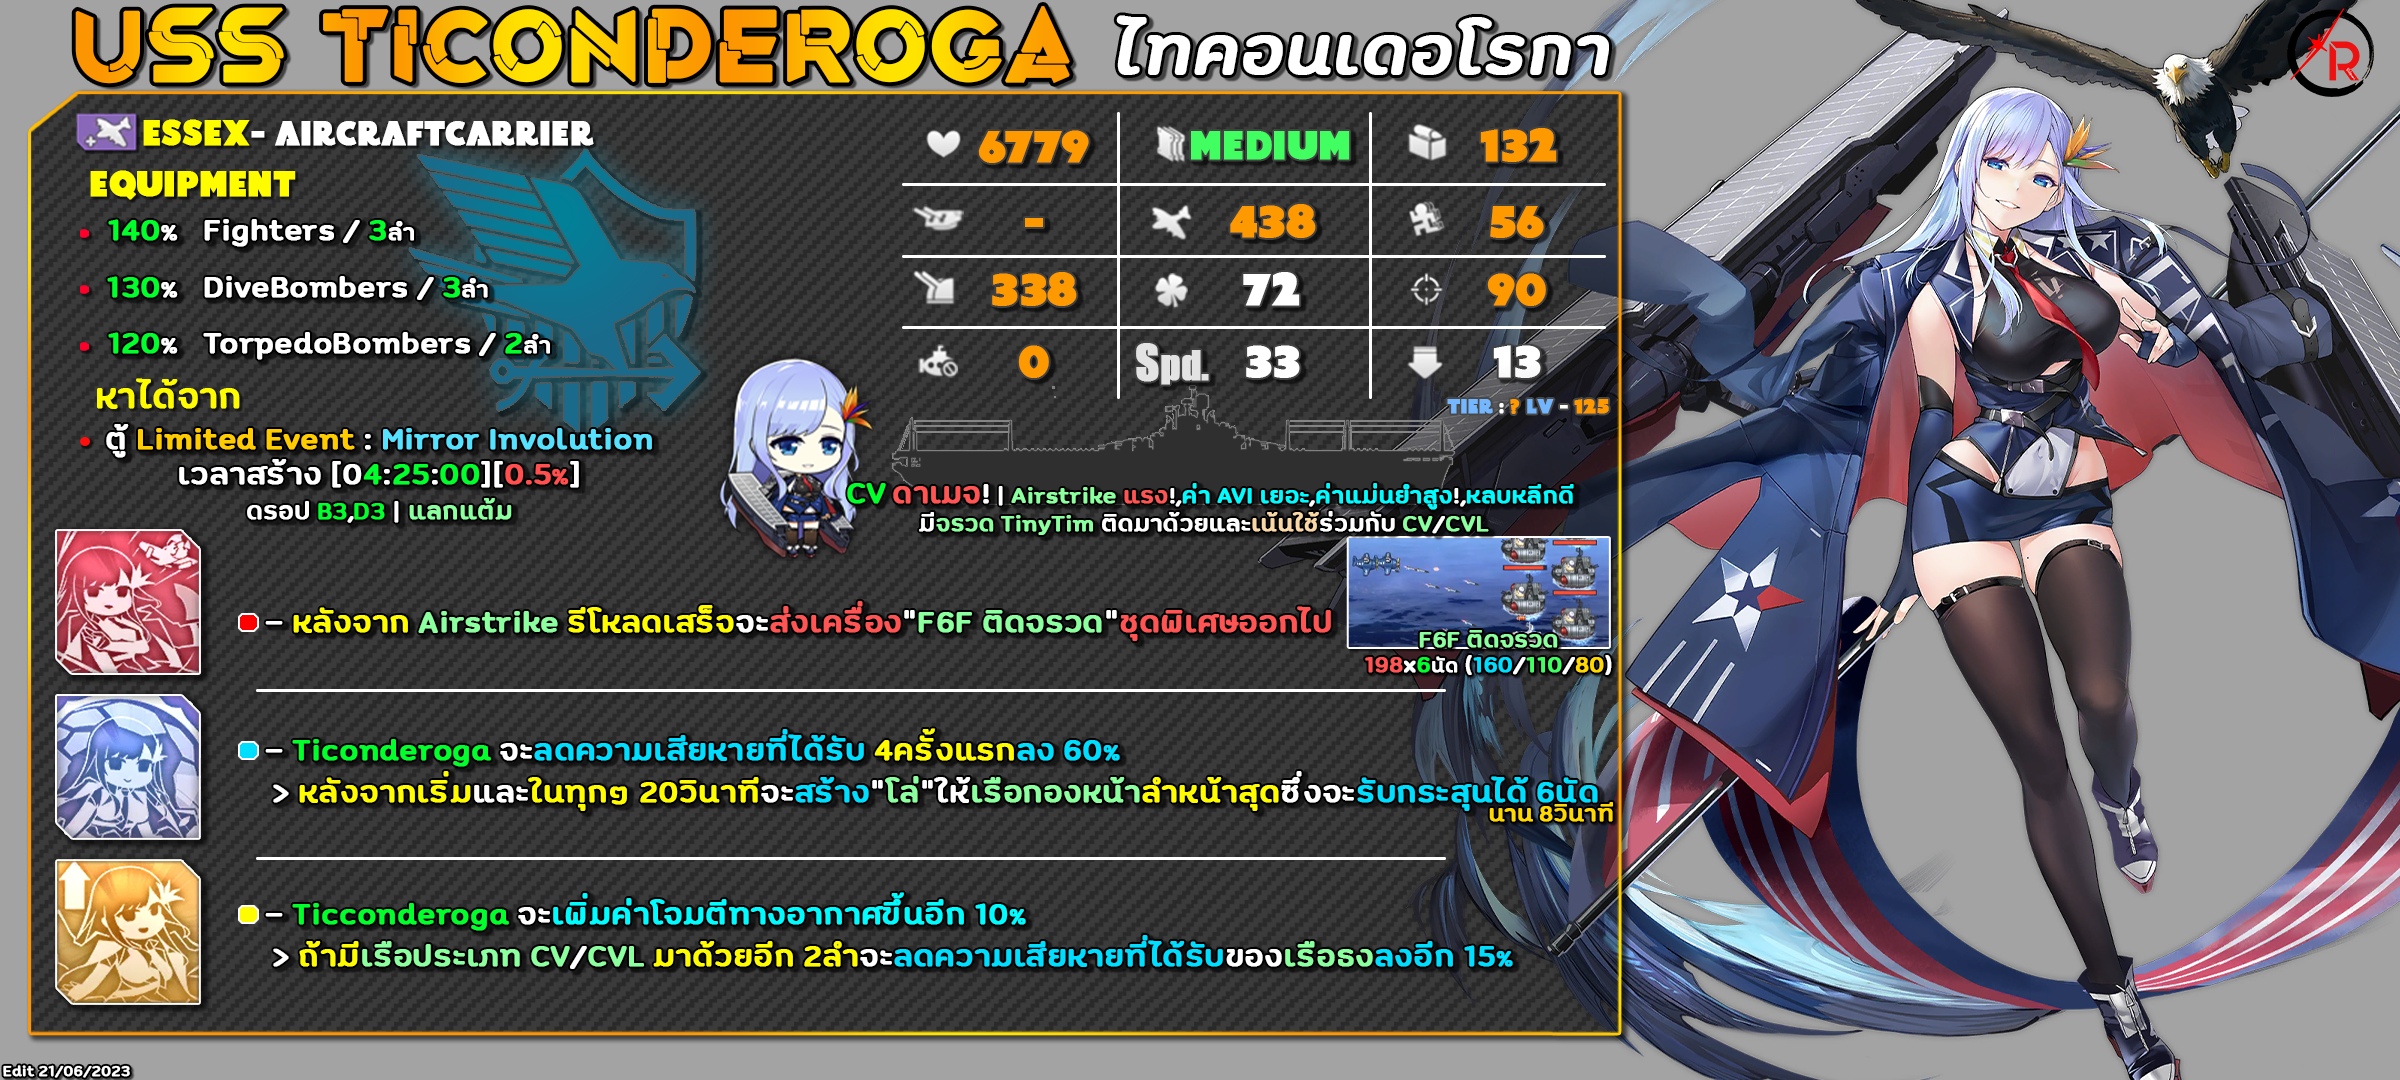 USS TICONDEROGA ไทคอนเดอโรกา
ESSEX- AIRCRAFTCARRIER
EQUIPMENT
140% Fighters / 3ลำ
130% DiveBombers / 3ลำ
120% TorpedoBombers / 2ลำ
หาได้จาก
ตู้ Limited Event : Mirror Involution
เวลาสร้าง [04:25:00][0.5%]
ดรอป B3,D3 | แลกแต้ม
6779 MEDIUM 132
- 438 56
338 72 90
0 Spd. 33 13
TIER : ? LV - 125
CV ดาเมจ! | Airstrike แรง!,ค่า AVI เยอะ,ค่าแม่นยำสูง!,หลบหลีกดี
มีจรวด TinyTim ติดมาด้วยและเน้นใช้ร่วมกับ CV/CVL
– หลังจาก Airstrike รีโหลดเสร็จจะส่งเครื่อง"F6F ติดจรวด"ชุดพิเศษออกไป
F6F ติดจรวด
198x6นัด (160/110/80)
– Ticonderoga จะลดความเสียหายที่ได้รับ 4ครั้งแรกลง 60%
> หลังจากเริ่มและในทุกๆ 20วินาทีจะสร้าง"โล่"ให้เรือกองหน้าลำหน้าสุดซึ่งจะรับกระสุนได้ 6นัด
นาน 8วินาที
– Ticconderoga จะเพิ่มค่าโจมตีทางอากาศขึ้นอีก 10%
> ถ้ามีเรือประเภท CV/CVL มาด้วยอีก 2ลำจะลดความเสียหายที่ได้รับของเรือธงลงอีก 15%
Edit 21/06/2023
R